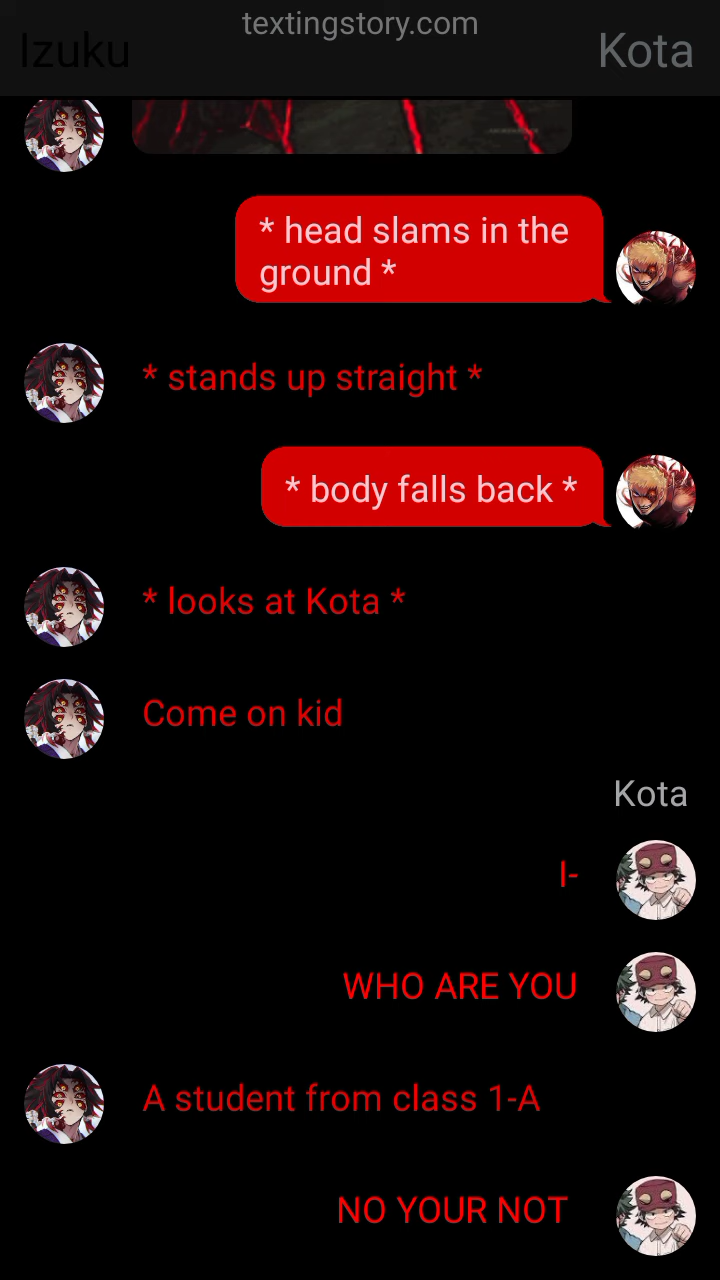 textingstory.com
Izuku
Kota
* head slams in the
ground *
* stands up straight *
* body falls back *
* looks at Kota *
Come on kid
Kota
I-
WHO ARE YOU
A student from class 1-A
NO YOUR NOT